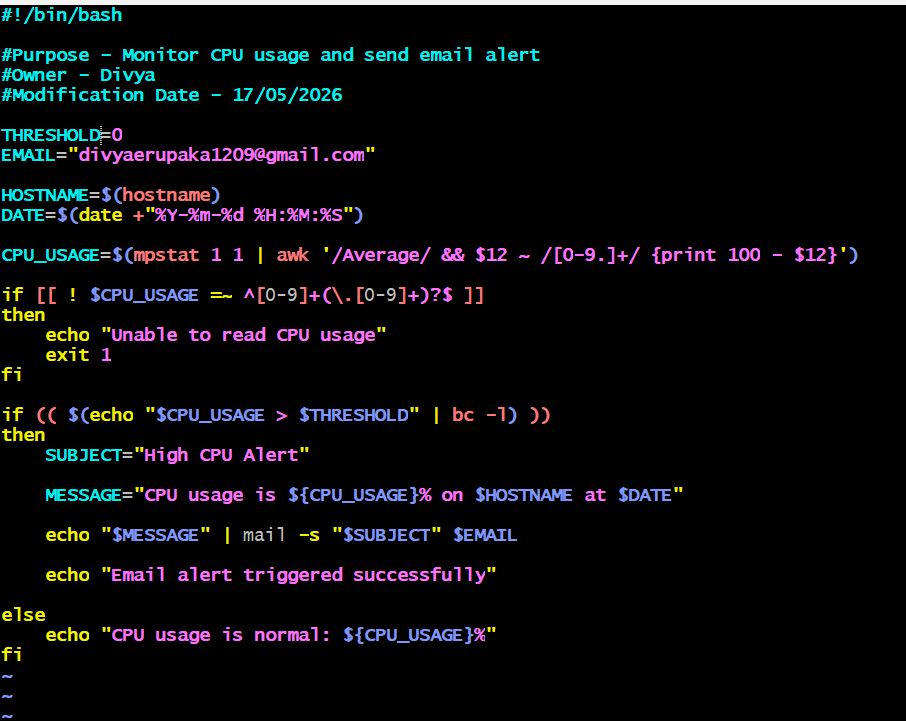 #!/bin/bash
#Purpose - Monitor CPU usage and send email alert
#Owner - Divya
#Modification Date - 17/05/2026
THRESHOLD=0
EMAIL="divyaerupaka1209@gmail.com"
HOSTNAME=$(hostname)
DATE=$(date +"%Y-%m-%d %H:%M:%S")
CPU_USAGE=$(mpstat 1 1 | awk '/Average/ && $12 ~ /[0-9.]+/ {print 100 - $12}')
if [[ ! $CPU_USAGE =~ ^[0-9]+(\.[0-9]+)?$ ]]
then
    echo "Unable to read CPU usage"
    exit 1
fi
if (( $(echo "$CPU_USAGE > $THRESHOLD" | bc -l) ))
then
    SUBJECT="High CPU Alert"
    MESSAGE="CPU usage is ${CPU_USAGE}% on $HOSTNAME at $DATE"
    echo "$MESSAGE" | mail -s "$SUBJECT" $EMAIL
    echo "Email alert triggered successfully"
else
    echo "CPU usage is normal: ${CPU_USAGE}%"
fi
~
~
~